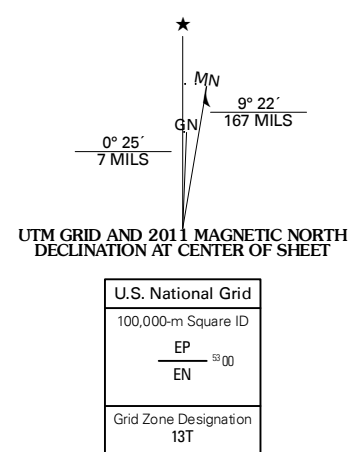 ★
MN
GN
9° 22´
167 MILS
0° 25´
7 MILS
UTM GRID AND 2011 MAGNETIC NORTH
DECLINATION AT CENTER OF SHEET
U.S. National Grid
100,000-m Square ID
EP
5300
EN
Grid Zone Designation
13T